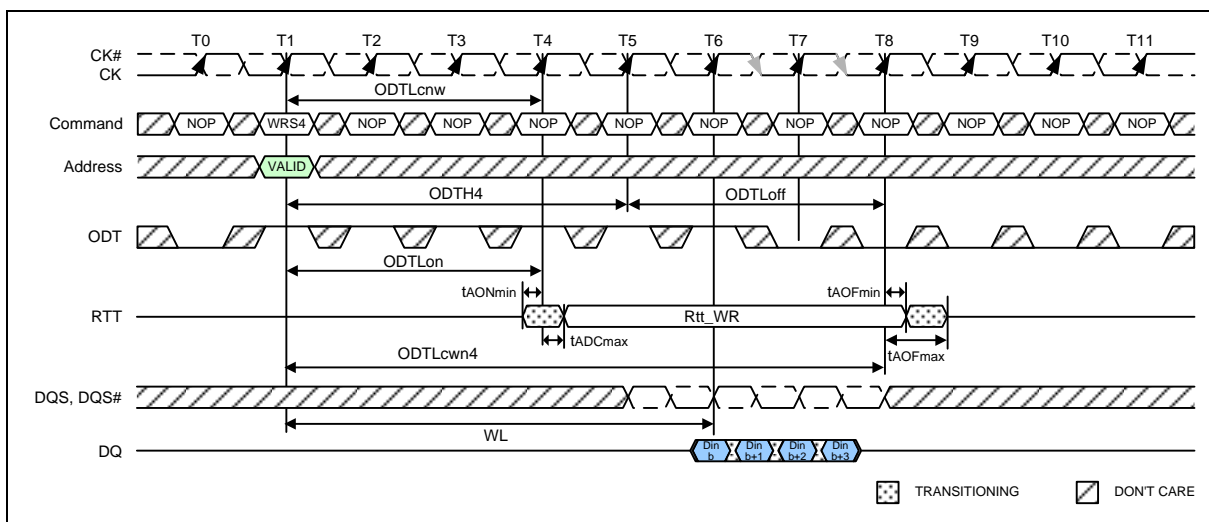 T0 T1 T2 T3 T4 T5 T6 T7 T8 T9 T10 T11
CK#
CK
ODTLcnw
Command NOP WRS4 NOP NOP NOP NOP NOP NOP NOP NOP NOP NOP
Address VALID
ODTH4 ODTLoff
ODT
ODTLon
tAONmin tAOFmin
RTT Rtt_WR
tADCmax tAOFmax
ODTLcwn4
DQS, DQS#
WL
DQ Din b Din b+1 Din b+2 Din b+3
TRANSITIONING DON'T CARE